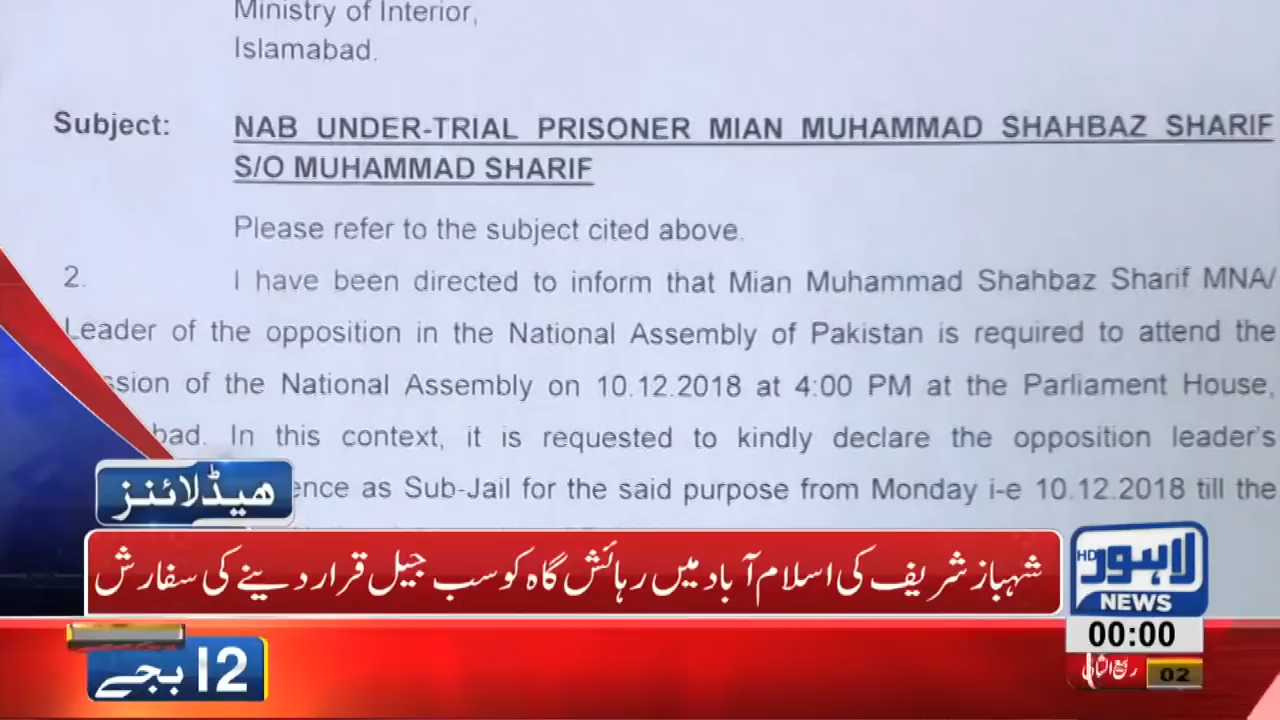 Ministry of Interior,
Islamabad.
Subject: NAB UNDER-TRIAL PRISONER MIAN MUHAMMAD SHAHBAZ SHARIF
S/O MUHAMMAD SHARIF
Please refer to the subject cited above.
2. I have been directed to inform that Mian Muhammad Shahbaz Sharif MNA/
Leader of the opposition in the National Assembly of Pakistan is required to attend the
ssion of the National Assembly on 10.12.2018 at 4:00 PM at the Parliament House,
bad. In this context, it is requested to kindly declare the opposition leader's
ence as Sub-Jail for the said purpose from Monday i-e 10.12.2018 till the
ھیڈلائنز
شہباز شریف کی اسلام آباد میں رہائش گاہ کو سب جیل قرار دینے کی سفارش
لاہور HD
NEWS
00:00
ربیع الثانی 02
12 بجے